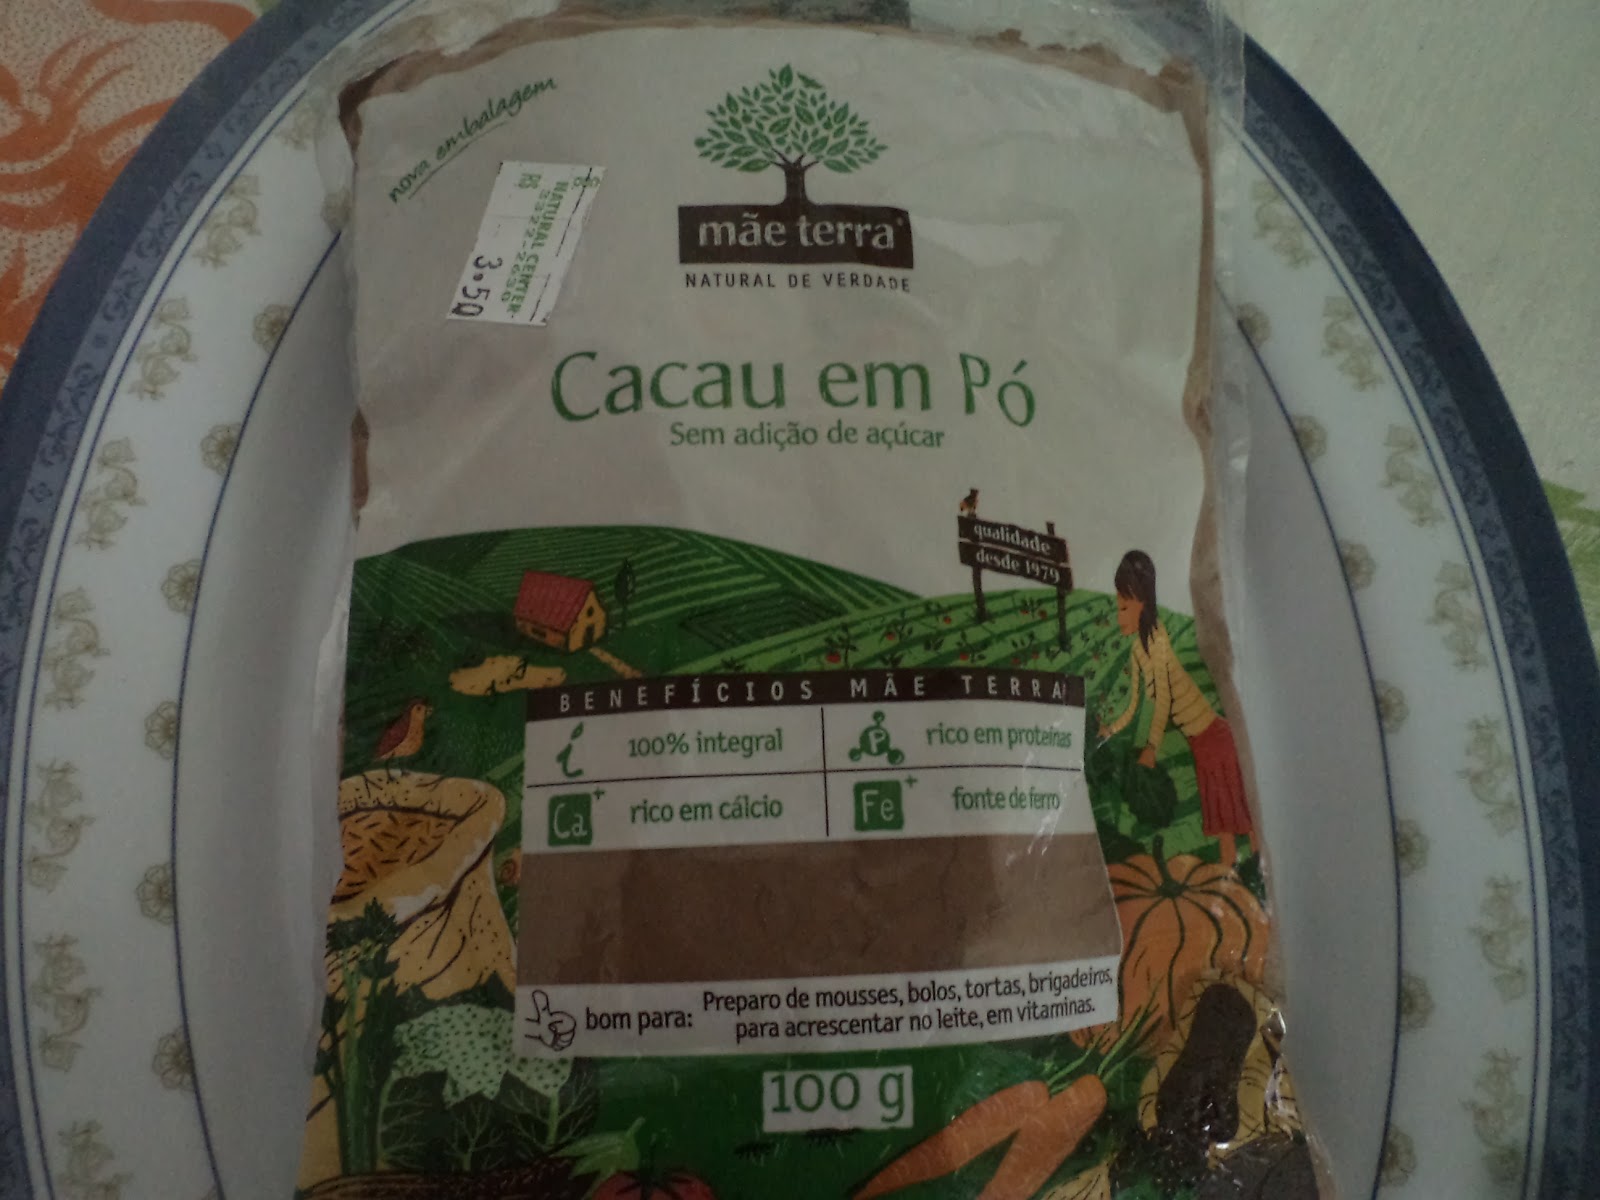 nova embalagem
NATURAL CENTER
3322-2630
R$ 3.50
mãe terra
NATURAL DE VERDADE
Cacau em Pó
Sem adição de açúcar
qualidade
desde 1979
BENEFÍCIOS MÃE TERRA
i 100% integral
P rico em proteínas
Ca+ rico em cálcio
Fe+ fonte de ferro
bom para: Preparo de mousses, bolos, tortas, brigadeiros,
para acrescentar no leite, em vitaminas.
100 g